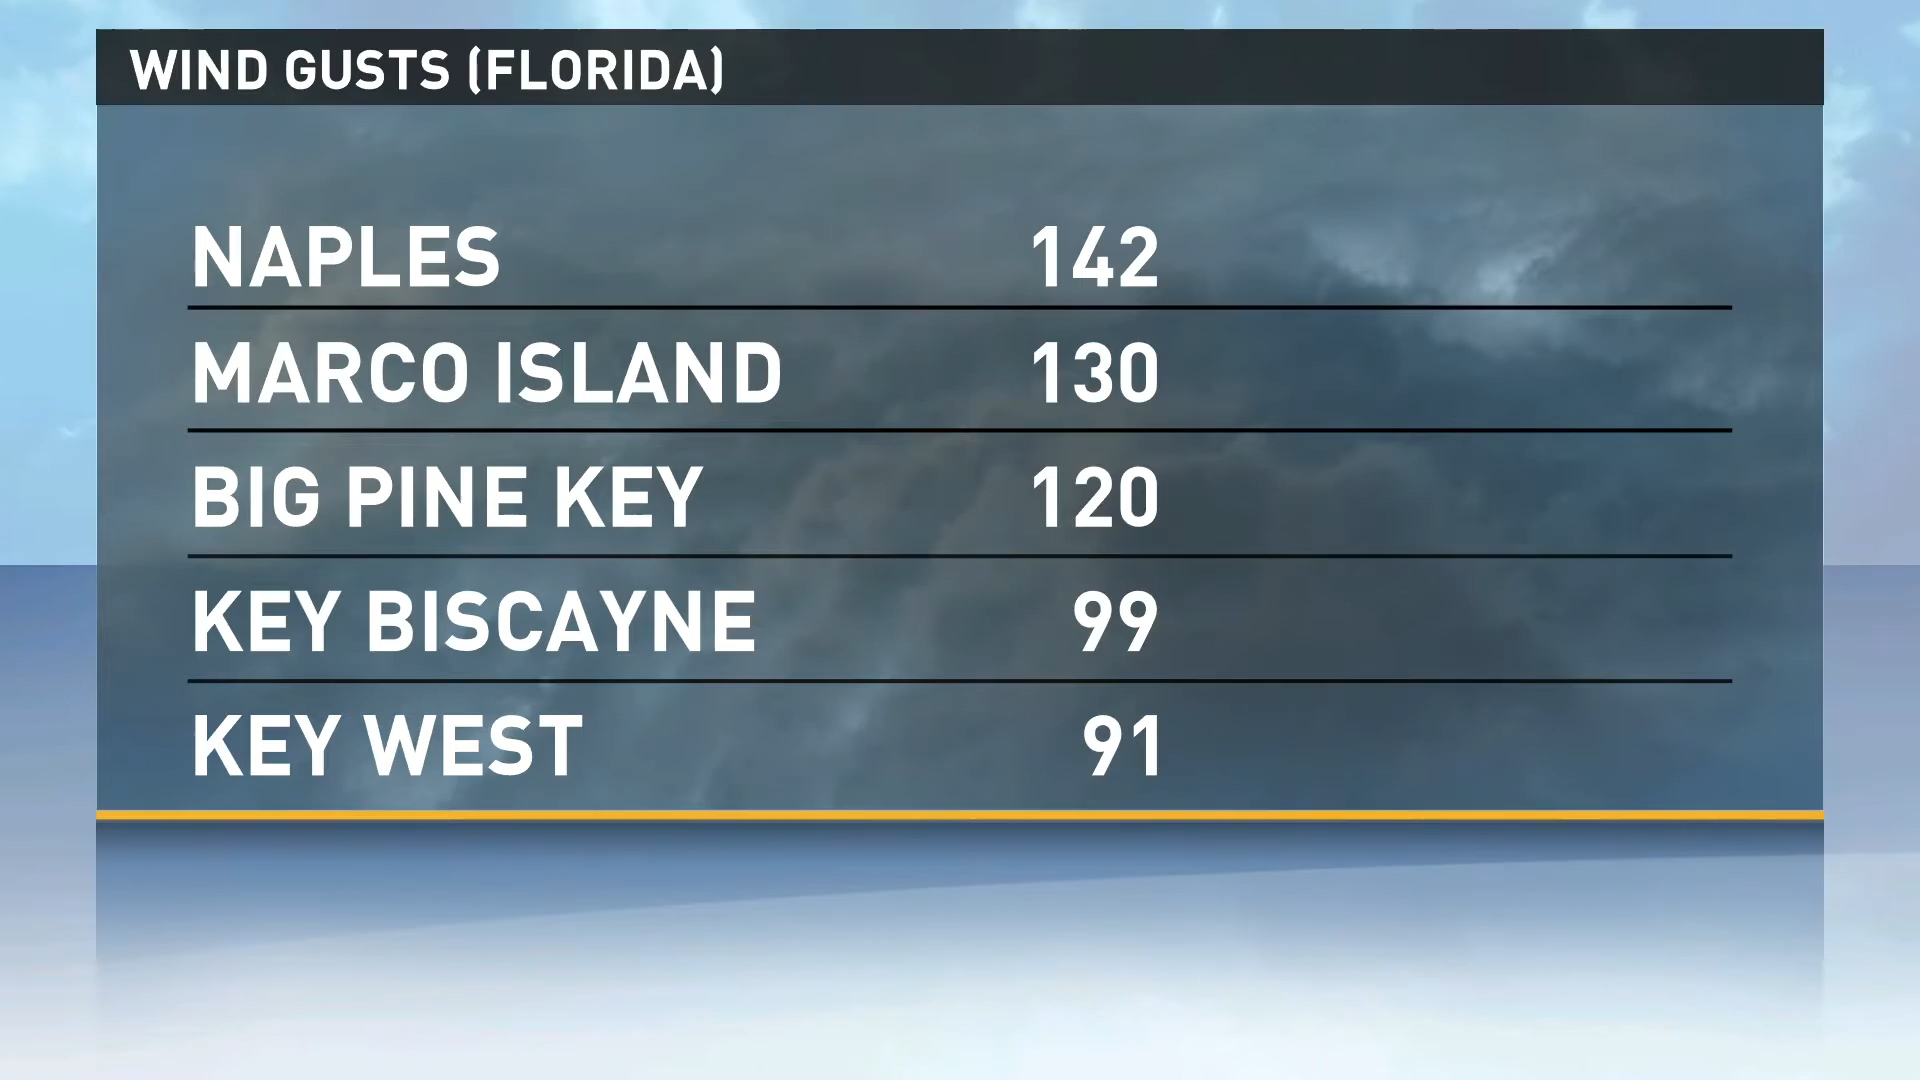 WIND GUSTS (FLORIDA)
NAPLES 142
MARCO ISLAND 130
BIG PINE KEY 120
KEY BISCAYNE 99
KEY WEST 91